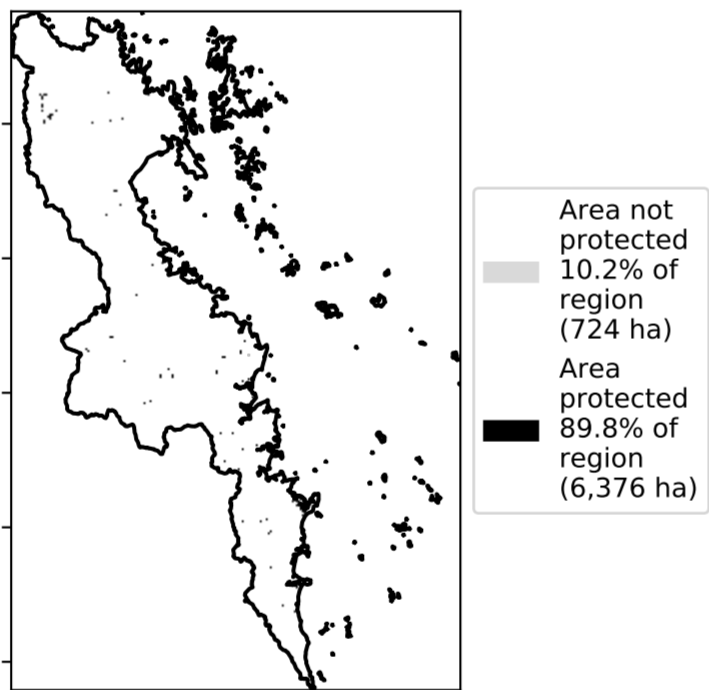 Area not
protected
10.2% of
region
(724 ha)
Area
protected
89.8% of
region
(6,376 ha)